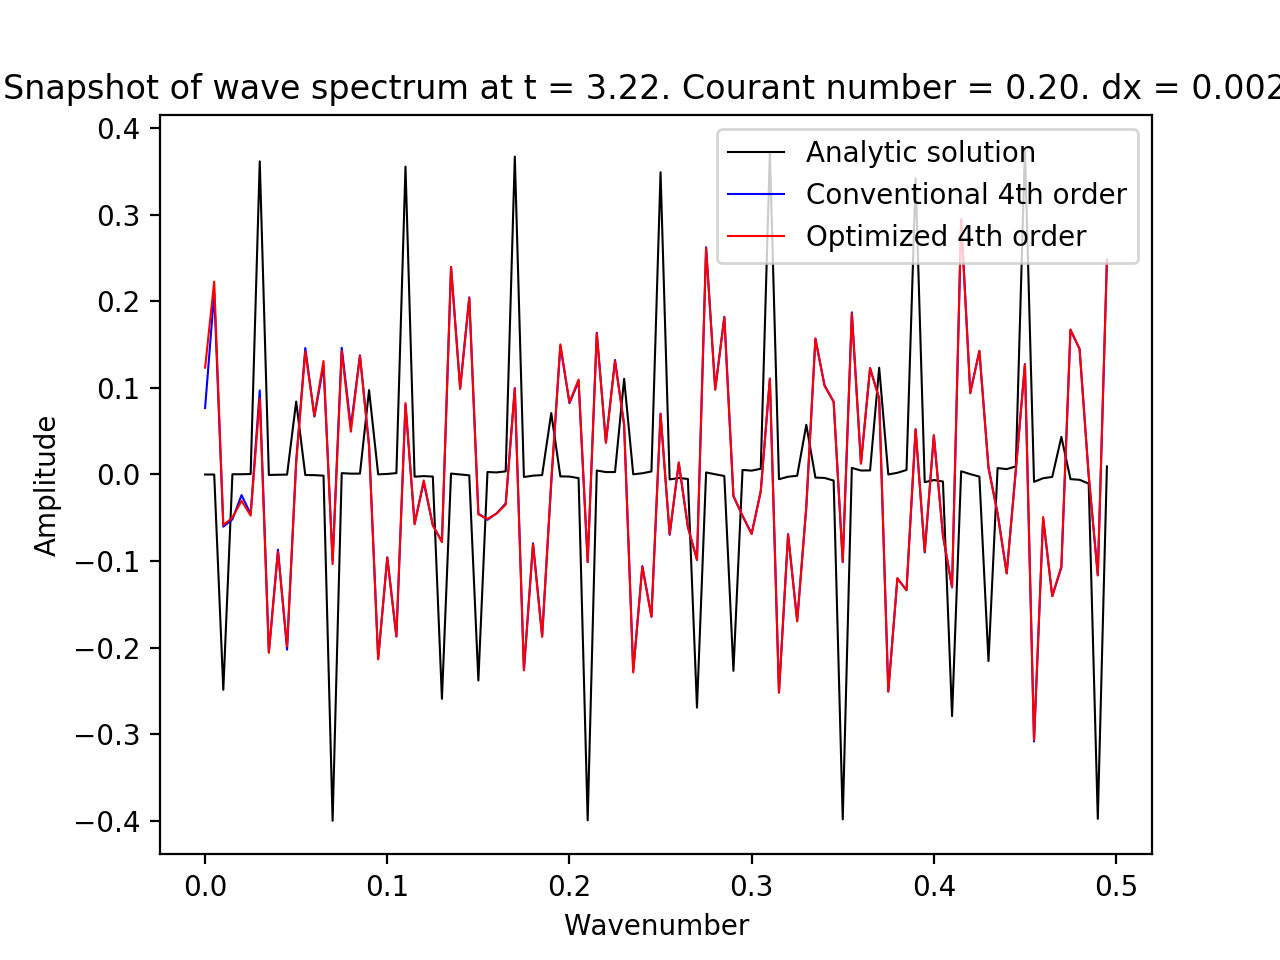 Snapshot of wave spectrum at t = 3.22. Courant number = 0.20. dx = 0.002
Analytic solution
Conventional 4th order
Optimized 4th order
Amplitude
0.4
0.3
0.2
0.1
0.0
−0.1
−0.2
−0.3
−0.4
0.0 0.1 0.2 0.3 0.4 0.5
Wavenumber